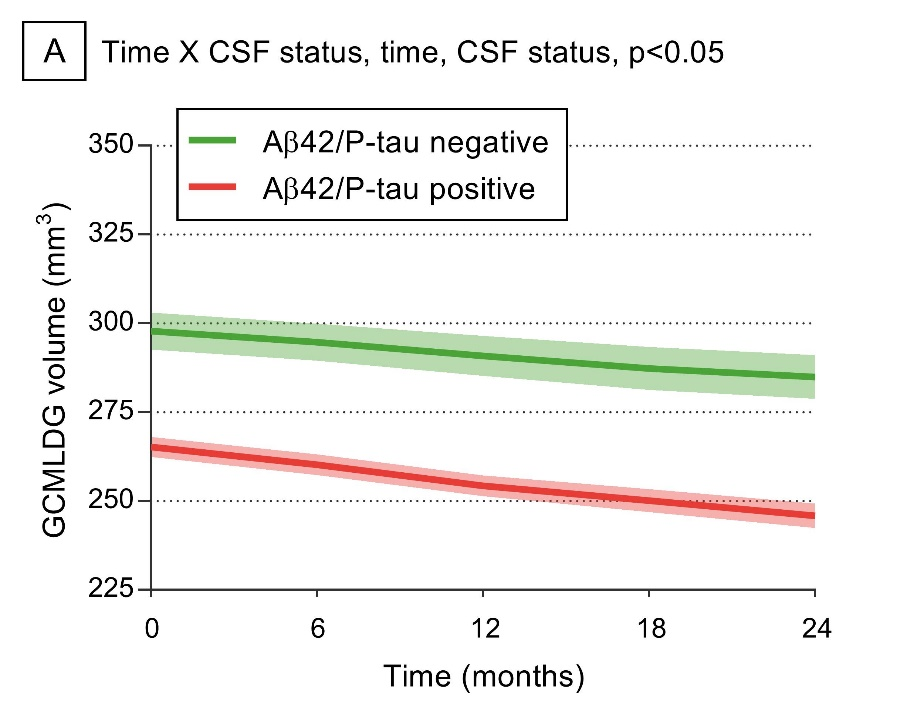 A Time X CSF status, time, CSF status, p<0.05
Aβ42/P-tau negative
Aβ42/P-tau positive
GCMLDG volume (mm³)
350
325
300
275
250
225
0 6 12 18 24
Time (months)